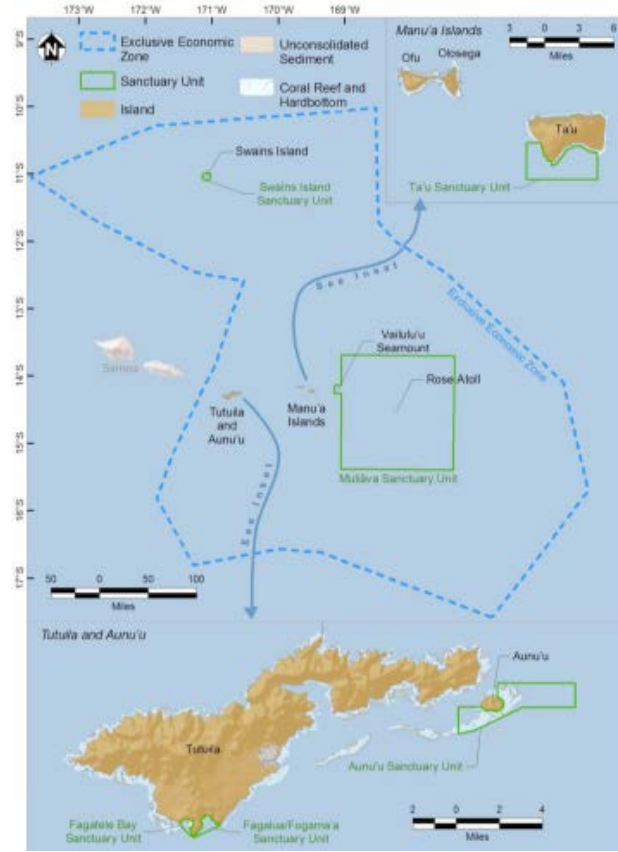 173°W
172°W
171°W
170°W
169°W
9°S
10°S
11°S
12°S
13°S
14°S
15°S
16°S
17°S
N
Exclusive Economic
Zone
Sanctuary Unit
Island
Unconsolidated
Sediment
Coral Reef and
Hardbottom
Manu'a Islands
3 0 3 6
Miles
Ofu
Olosega
Ta'u
Ta'u Sanctuary Unit
Swains Island
Swains Island
Sanctuary Unit
See Inset
Exclusive Economic Zone
Vailulu'u
Seamount
Rose Atoll
Samoa
Tutuila
and
Aunu'u
Manu'a
Islands
Muliāva Sanctuary Unit
See Inset
50 0 50 100
Miles
Tutuila and Aunu'u
Aunu'u
Tutuila
Aunu'u Sanctuary Unit
Fagatele Bay
Sanctuary Unit
Fagalua/Fogama'a
Sanctuary Unit
2 0 2 4
Miles